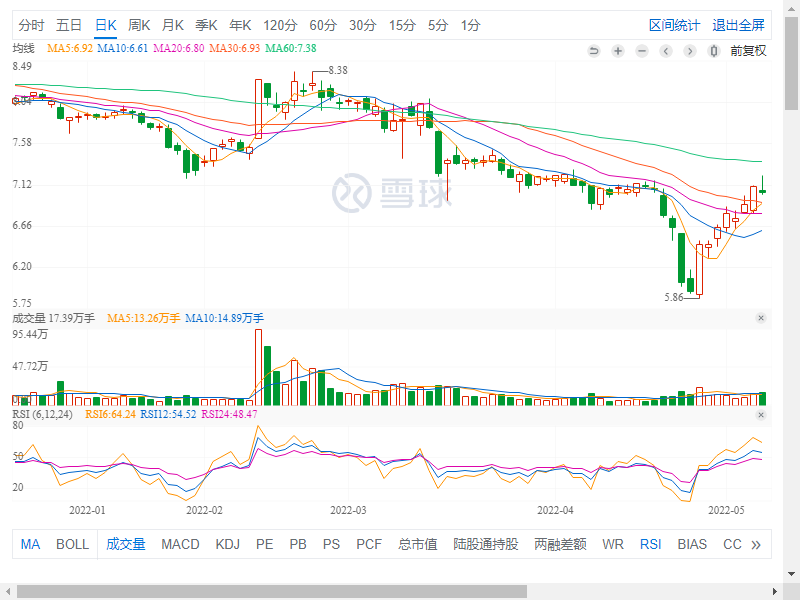 分时 五日 日K 周K 月K 季K 年K 120分 60分 30分 15分 5分 1分 区间统计 退出全屏
均线 MA5:6.92 MA10:6.61 MA20:6.80 MA30:6.93 MA60:7.38 前复权
8.49
8.38
8.04
7.58
7.12
雪球
6.66
6.20
5.86
5.75
成交量 17.39万手 MA5:13.26万手 MA10:14.89万手
95.44万
47.72万
0
RSI (6,12,24) RSI6:64.24 RSI12:54.52 RSI24:48.47
80
50
20
2022-01 2022-02 2022-03 2022-04 2022-05
MA BOLL 成交量 MACD KDJ PE PB PS PCF 总市值 陆股通持股 两融差额 WR RSI BIAS CC »